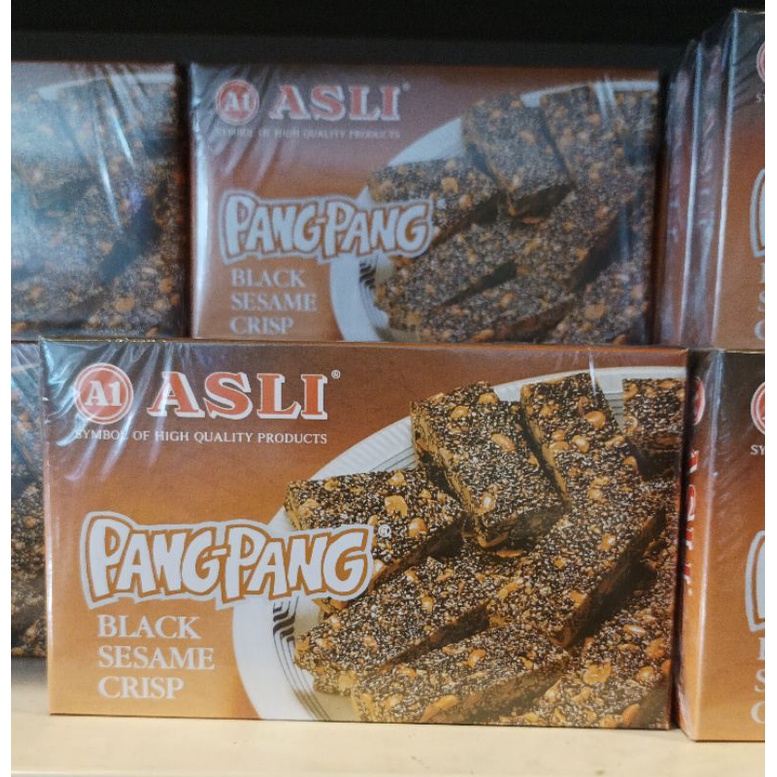 A1 ASLI®
SYMBOL OF HIGH QUALITY PRODUCTS
PANG-PANG
BLACK
SESAME
CRISP
A1 ASLI®
SYMBOL OF HIGH QUALITY PRODUCTS
PANG-PANG®
BLACK
SESAME
CRISP
ASLI